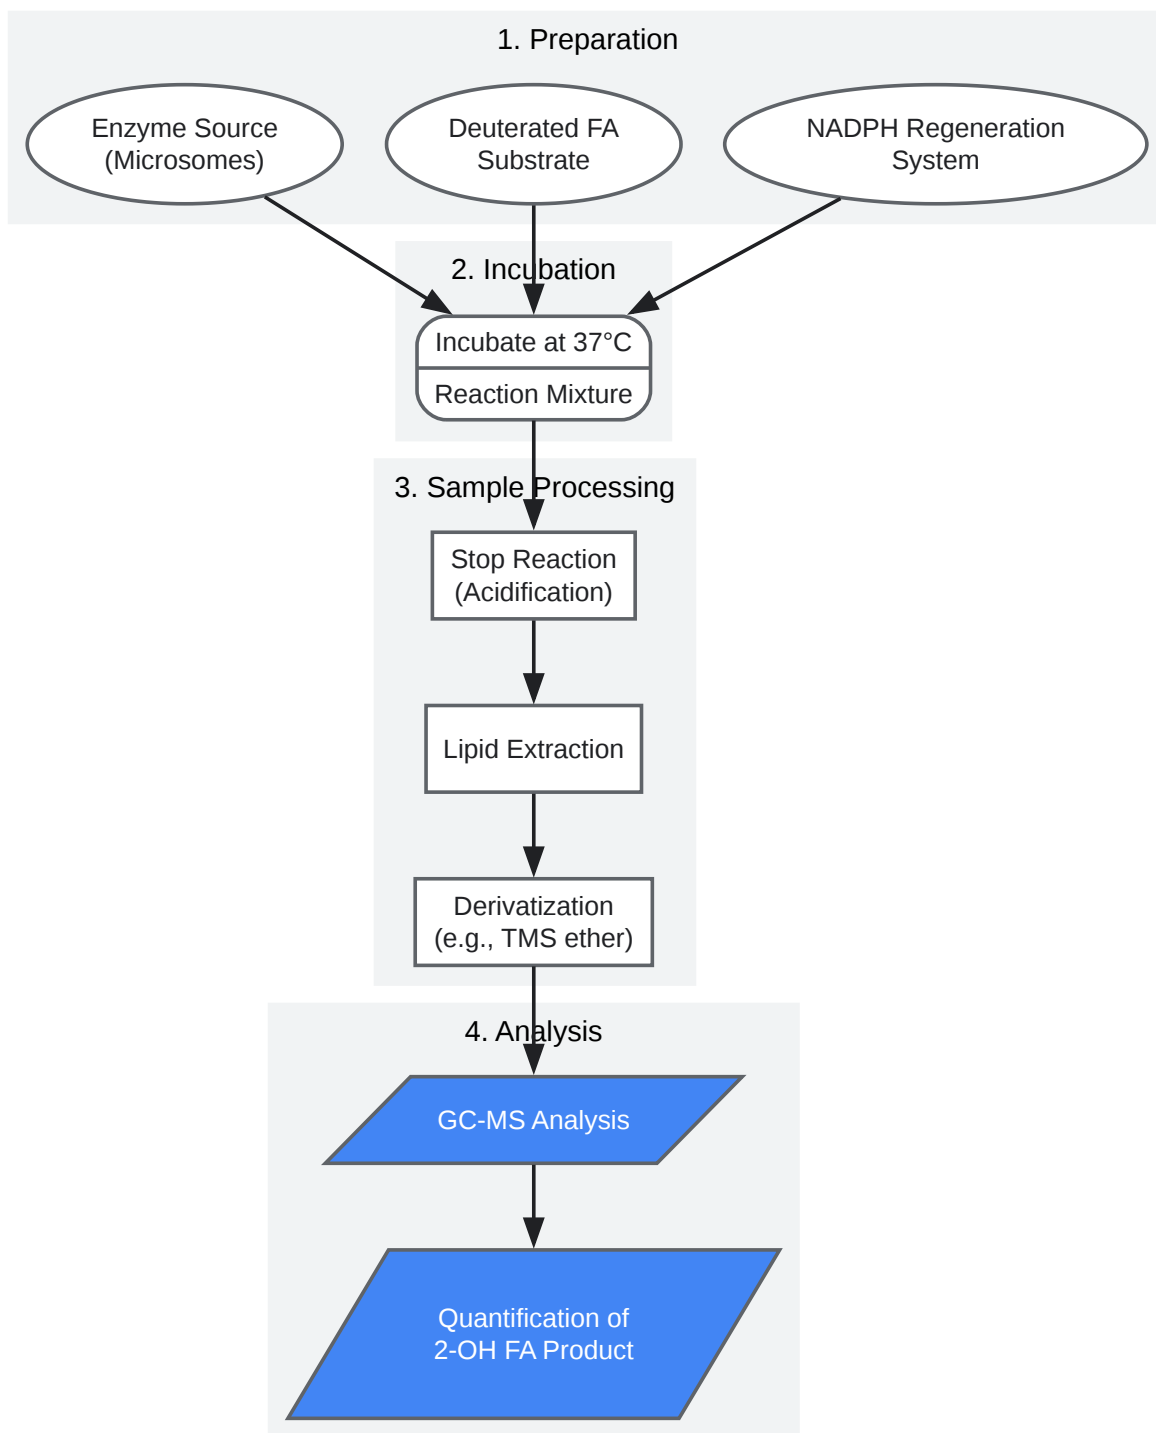 1. Preparation
Enzyme Source
(Microsomes)
Deuterated FA
Substrate
NADPH Regeneration
System
2. Incubation
Incubate at 37°C
Reaction Mixture
3. Sample Processing
Stop Reaction
(Acidification)
Lipid Extraction
Derivatization
(e.g., TMS ether)
4. Analysis
GC-MS Analysis
Quantification of
2-OH FA Product